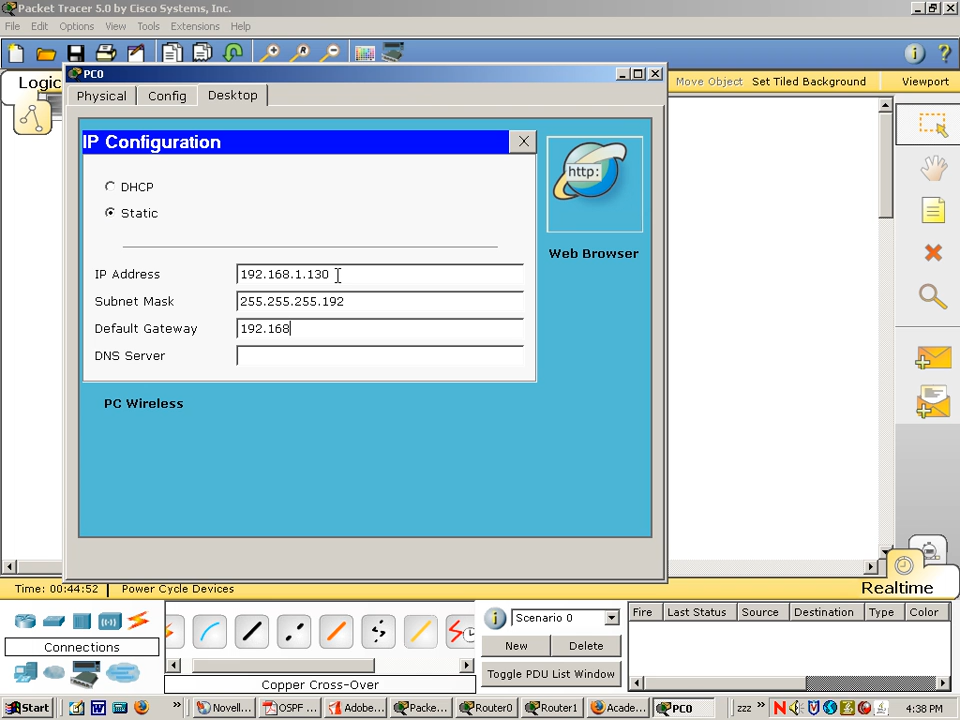 Packet Tracer 5.0 by Cisco Systems, Inc.
File Edit Options View Tools Extensions Help
Logic
PC0
Move Object Set Tiled Background Viewport
Physical Config Desktop
IP Configuration
http:
DHCP
Static
Web Browser
IP Address 192.168.1.130
Subnet Mask 255.255.255.192
Default Gateway 192.168
DNS Server
PC Wireless
Time: 00:44:52 Power Cycle Devices
Realtime
Fire Last Status Source Destination Type Color
Scenario 0
Connections
New Delete
Toggle PDU List Window
Copper Cross-Over
Start Novell... OSPF ... Adobe... Packe... Router0 Router1 Acade... PC0 zzz 4:38 PM